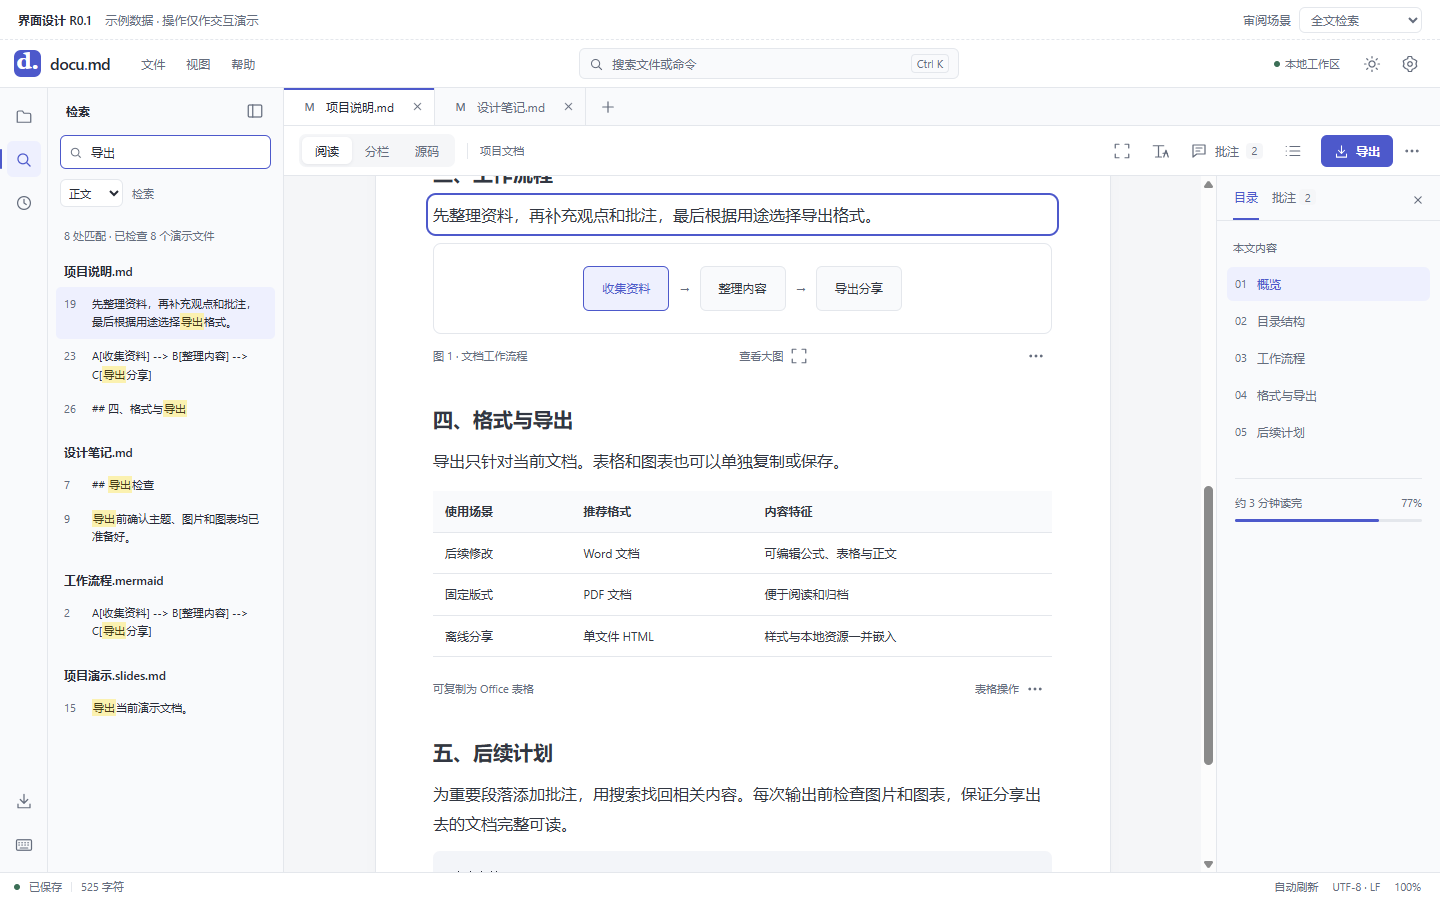 界面设计 R0.1 示例数据 · 操作仅作交互演示 审阅场景 全文检索
d. docu.md 文件 视图 帮助 搜索文件或命令 Ctrl K 本地工作区
检索
导出
正文 检索
8 处匹配 · 已检查 8 个演示文件
项目说明.md
19 先整理资料，再补充观点和批注，
最后根据用途选择导出格式。
23 A[收集资料] --> B[整理内容] -->
C[导出分享]
26 ## 四、格式与导出
设计笔记.md
7 ## 导出检查
9 导出前确认主题、图片和图表均已
准备好。
工作流程.mermaid
2 A[收集资料] --> B[整理内容] -->
C[导出分享]
项目演示.slides.md
15 导出当前演示文档。
M 项目说明.md × M 设计笔记.md × +
阅读 分栏 源码 项目文档 批注 2 导出
三、工作流程
先整理资料，再补充观点和批注，最后根据用途选择导出格式。
收集资料 → 整理内容 → 导出分享
图 1 · 文档工作流程 查看大图
四、格式与导出
导出只针对当前文档。表格和图表也可以单独复制或保存。
使用场景 推荐格式 内容特征
后续修改 Word 文档 可编辑公式、表格与正文
固定版式 PDF 文档 便于阅读和归档
离线分享 单文件 HTML 样式与本地资源一并嵌入
可复制为 Office 表格 表格操作
五、后续计划
为重要段落添加批注，用搜索找回相关内容。每次输出前检查图片和图表，保证分享出
去的文档完整可读。
目录 批注 2 ×
本文内容
01 概览
02 目录结构
03 工作流程
04 格式与导出
05 后续计划
约 3 分钟读完 77%
已保存 525 字符 自动刷新 UTF-8 · LF 100%